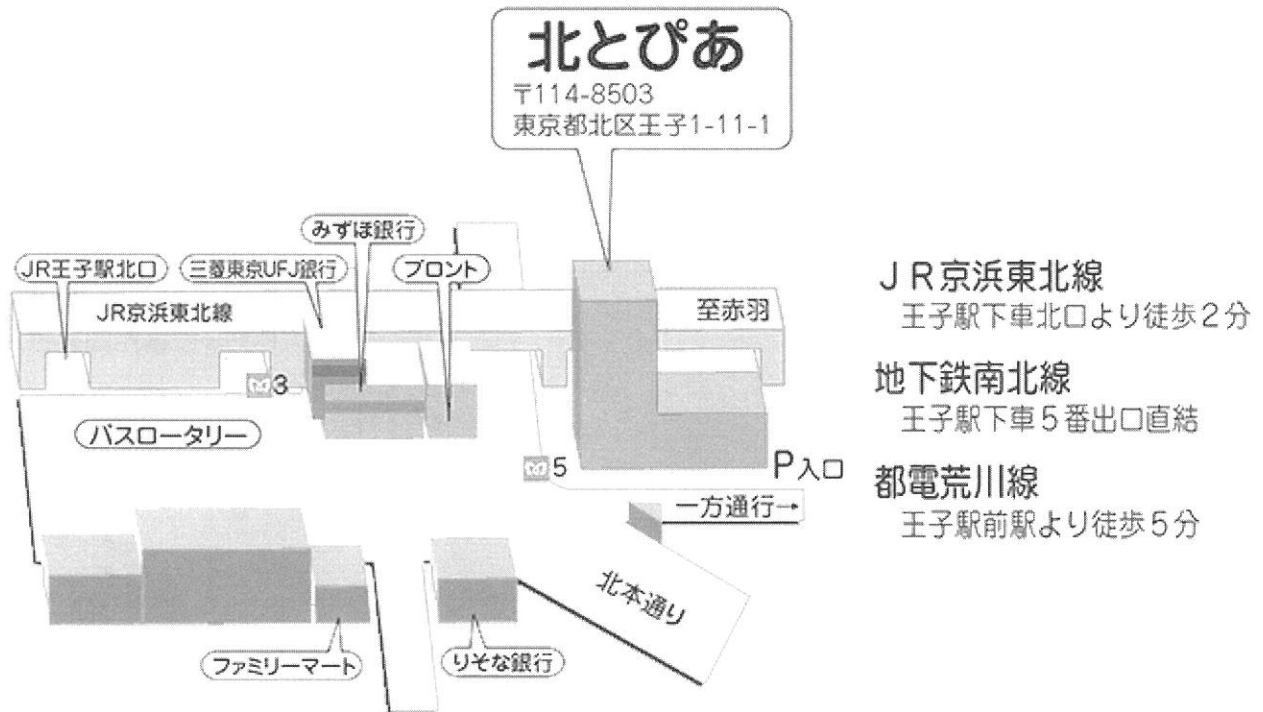 北とぴあ
〒114-8503
東京都北区王子1-11-1
みずほ銀行
JR王子駅北口
三菱東京UFJ銀行
プロント
JR京浜東北線
至赤羽
3
バスロータリー
5
P入口
一方通行→
北本通り
ファミリーマート
りそな銀行
JR京浜東北線
王子駅下車北口より徒歩2分
地下鉄南北線
王子駅下車5番出口直結
都電荒川線
王子駅前駅より徒歩5分